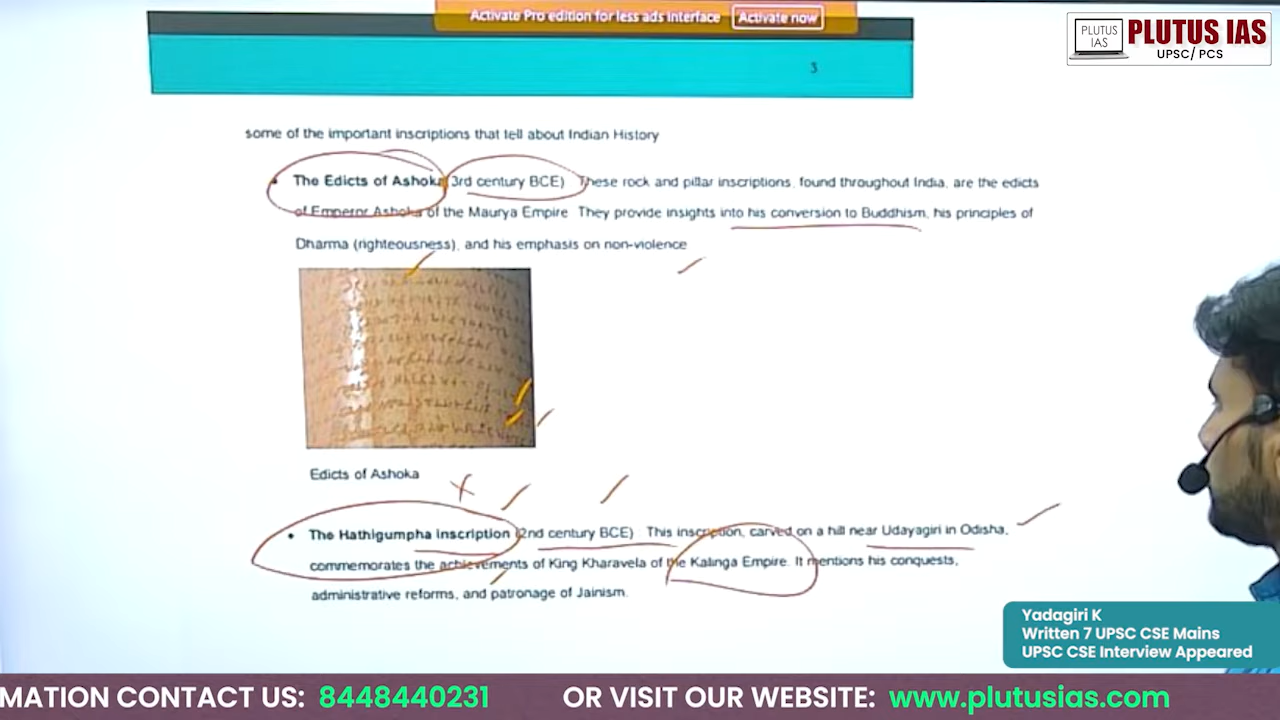 Activate Pro edition for less ads interface Activate now
PLUTUS IAS
PLUTUS IAS
UPSC/ PCS
3
some of the important inscriptions that tell about Indian History
• The Edicts of Ashoka (3rd century BCE) These rock and pillar inscriptions, found throughout India, are the edicts
of Emperor Ashoka of the Maurya Empire They provide insights into his conversion to Buddhism, his principles of
Dharma (righteousness), and his emphasis on non-violence
Edicts of Ashoka
• The Hathigumpha Inscription (2nd century BCE) This inscription, carved on a hill near Udayagiri in Odisha,
commemorates the achievements of King Kharavela of the Kalinga Empire. It mentions his conquests,
administrative reforms, and patronage of Jainism.
Yadagiri K
Written 7 UPSC CSE Mains
UPSC CSE Interview Appeared
MATION CONTACT US: 8448440231 OR VISIT OUR WEBSITE: www.plutusias.com